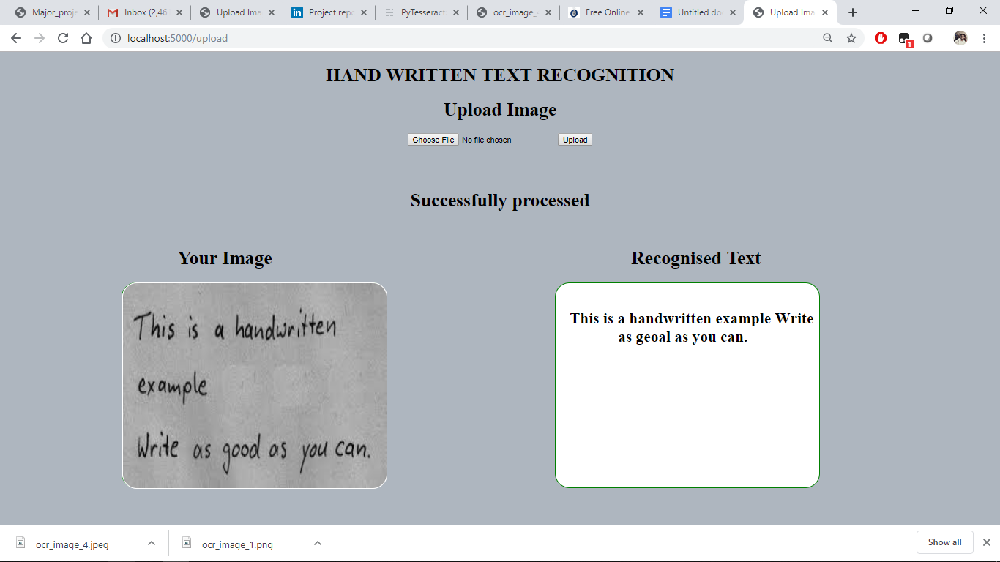 Major_proje
Inbox (2,46
Upload Ima
Project repo
PyTesseract
ocr_image_
Free Online
Untitled do
Upload Ima
localhost:5000/upload
1
HAND WRITTEN TEXT RECOGNITION
Upload Image
Choose File No file chosen Upload
Successfully processed
Your Image
This is a handwritten
example
Write as good as you can.
Recognised Text
This is a handwritten example Write
as geoal as you can.
ocr_image_4.jpeg
ocr_image_1.png
Show all